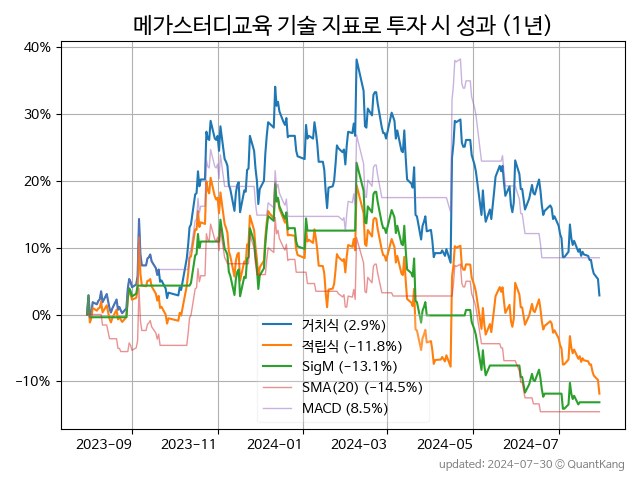 메가스터디교육 기술 지표로 투자 시 성과 (1년)
40%
30%
20%
10%
0%
−10%
거치식 (2.9%)
적립식 (−11.8%)
SigM (−13.1%)
SMA(20) (−14.5%)
MACD (8.5%)
2023-09
2023-11
2024-01
2024-03
2024-05
2024-07
updated: 2024-07-30 © QuantKang